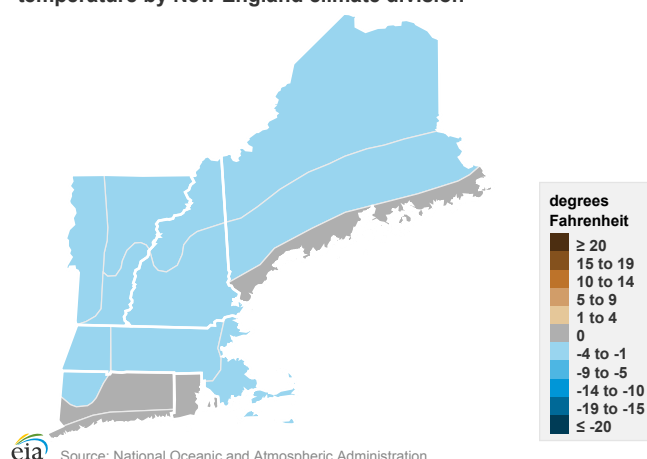 temperature by New England climate division
degrees
Fahrenheit
≥ 20
15 to 19
10 to 14
5 to 9
1 to 4
0
-4 to -1
-9 to -5
-14 to -10
-19 to -15
≤ -20
eia Source: National Oceanic and Atmospheric Administration